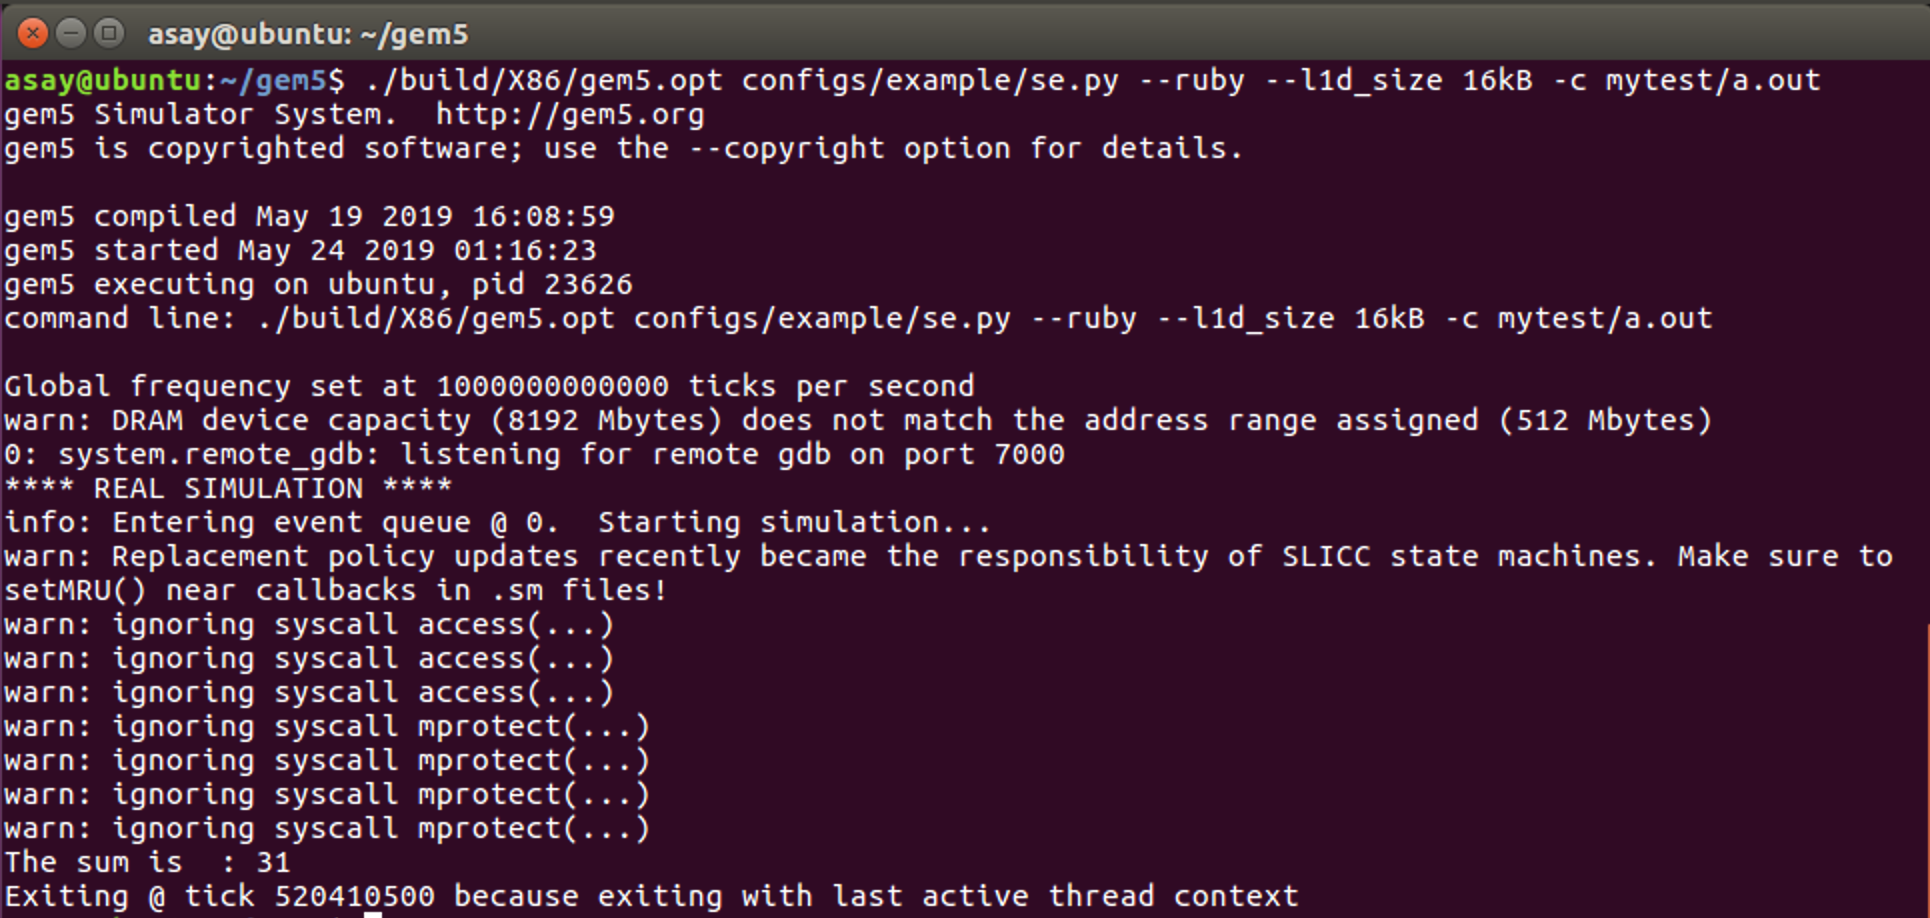 asay@ubuntu: ~/gem5
asay@ubuntu:~/gem5$ ./build/X86/gem5.opt configs/example/se.py --ruby --l1d_size 16kB -c mytest/a.out
gem5 Simulator System.  http://gem5.org
gem5 is copyrighted software; use the --copyright option for details.
gem5 compiled May 19 2019 16:08:59
gem5 started May 24 2019 01:16:23
gem5 executing on ubuntu, pid 23626
command line: ./build/X86/gem5.opt configs/example/se.py --ruby --l1d_size 16kB -c mytest/a.out
Global frequency set at 1000000000000 ticks per second
warn: DRAM device capacity (8192 Mbytes) does not match the address range assigned (512 Mbytes)
0: system.remote_gdb: listening for remote gdb on port 7000
**** REAL SIMULATION ****
info: Entering event queue @ 0.  Starting simulation...
warn: Replacement policy updates recently became the responsibility of SLICC state machines. Make sure to
setMRU() near callbacks in .sm files!
warn: ignoring syscall access(...)
warn: ignoring syscall access(...)
warn: ignoring syscall access(...)
warn: ignoring syscall mprotect(...)
warn: ignoring syscall mprotect(...)
warn: ignoring syscall mprotect(...)
warn: ignoring syscall mprotect(...)
The sum is  : 31
Exiting @ tick 520410500 because exiting with last active thread context